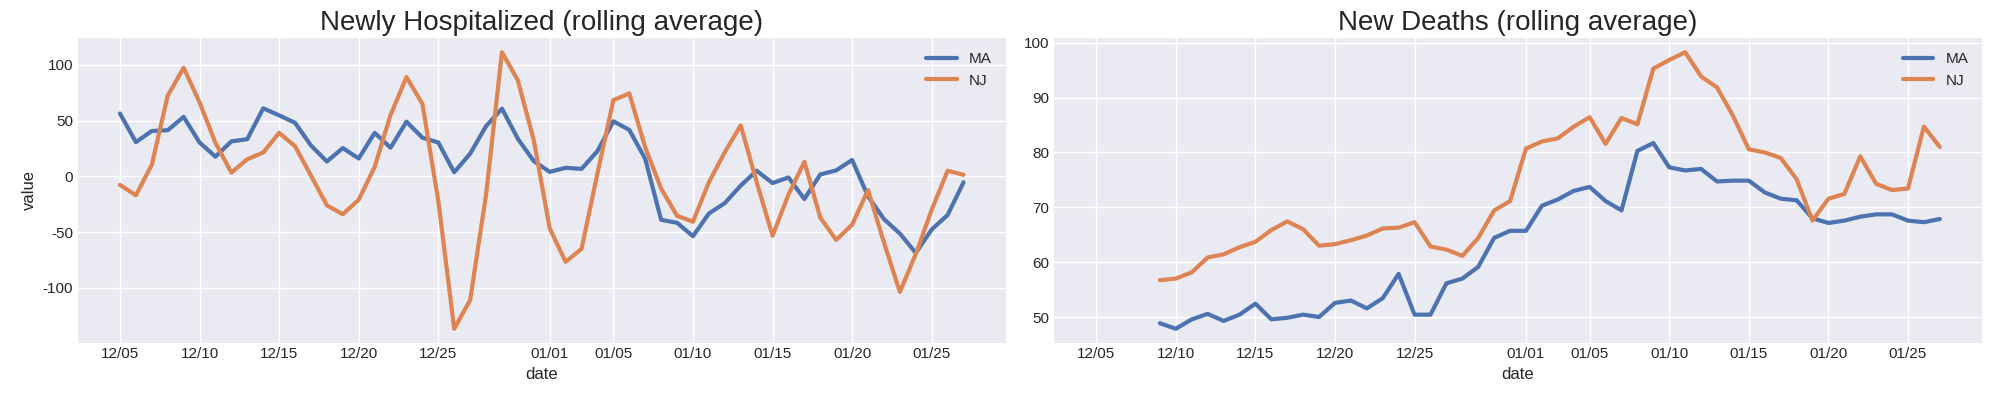 Newly Hospitalized (rolling average)
MA
NJ
value
100
50
0
-50
-100
12/05 12/10 12/15 12/20 12/25 01/01 01/05 01/10 01/15 01/20 01/25
date
New Deaths (rolling average)
MA
NJ
100
90
80
70
60
50
12/05 12/10 12/15 12/20 12/25 01/01 01/05 01/10 01/15 01/20 01/25
date